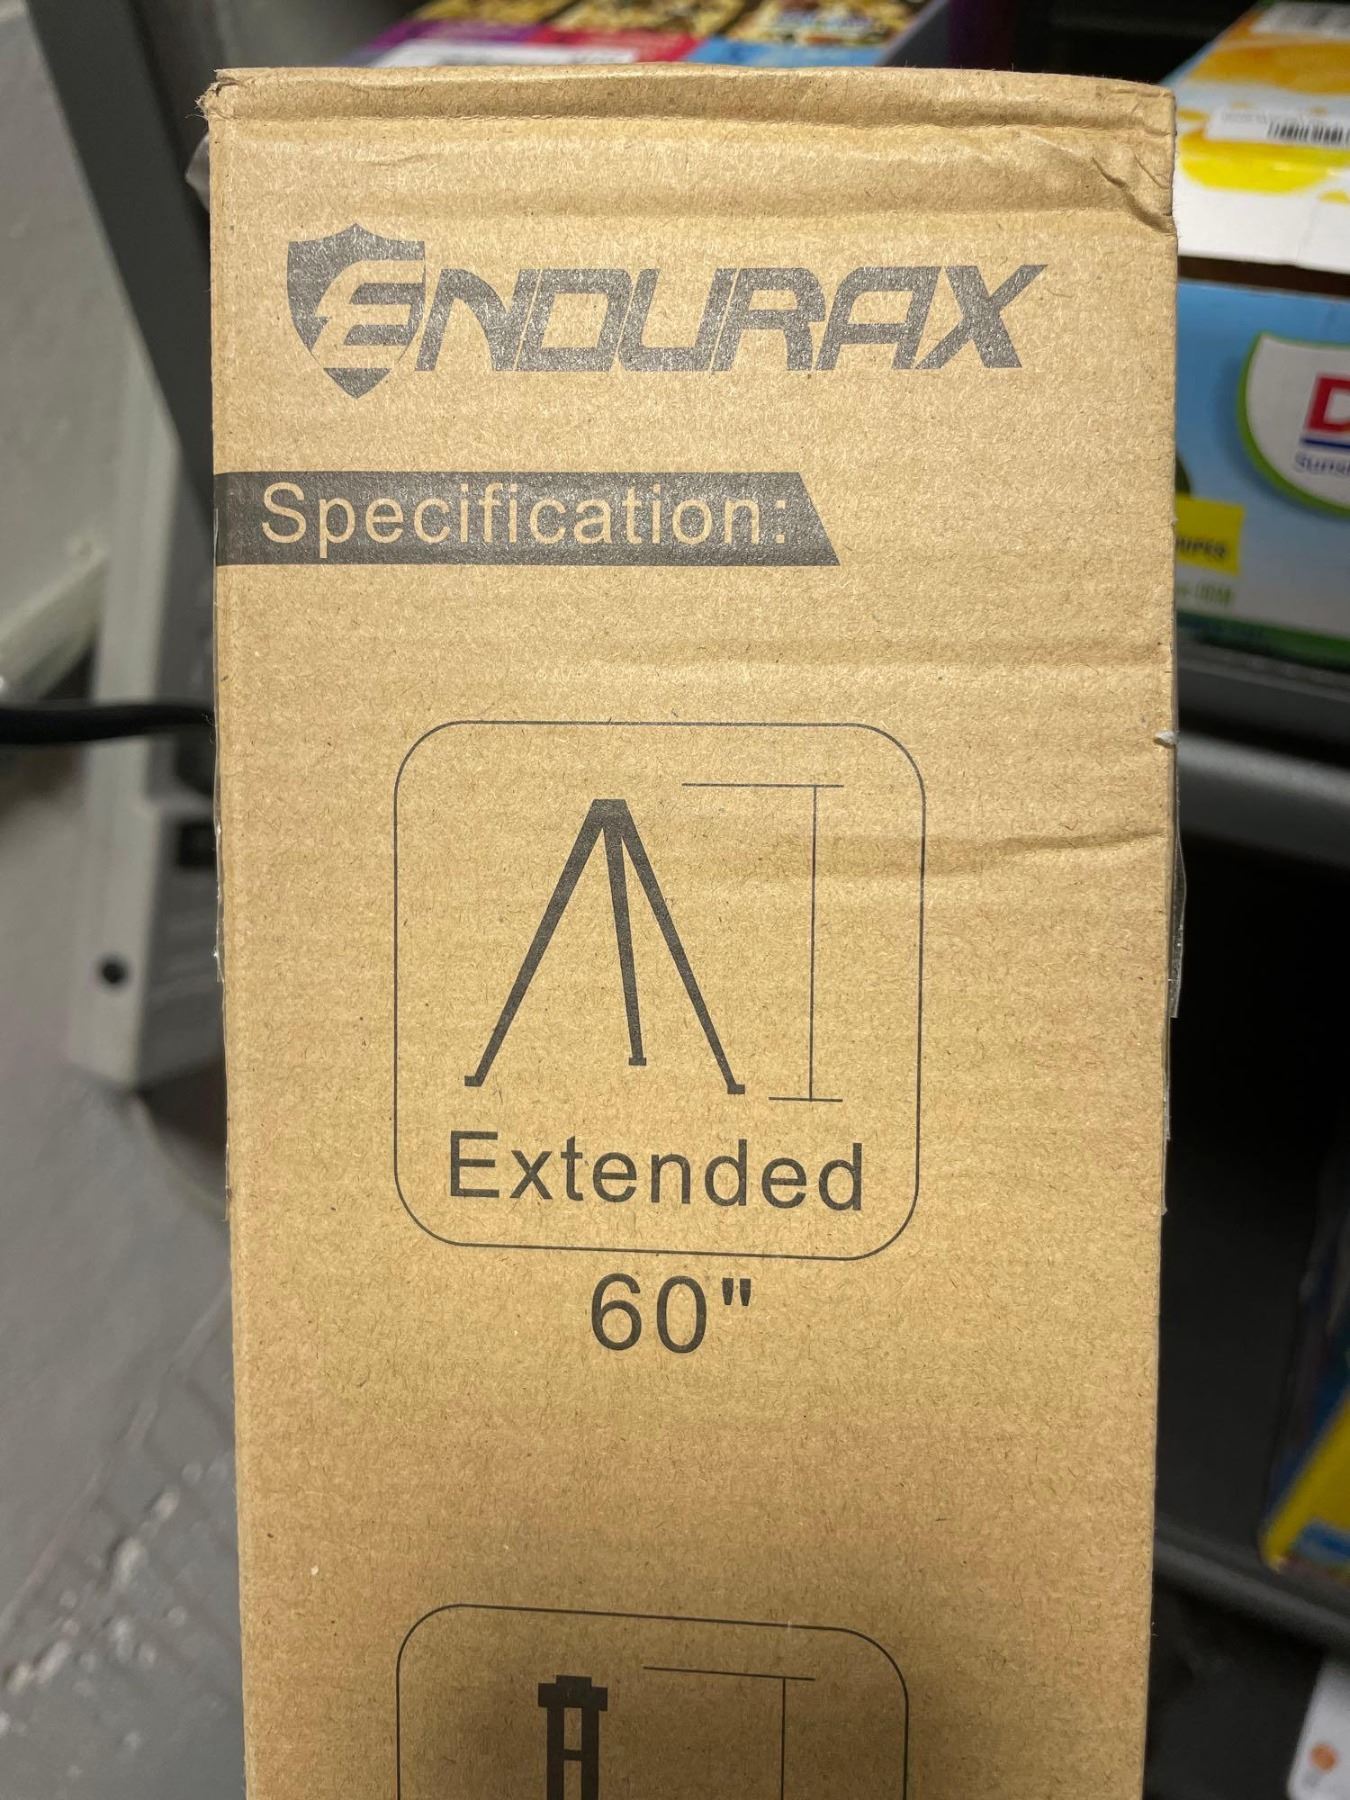 ENDURAX
Specification:
Extended
60"